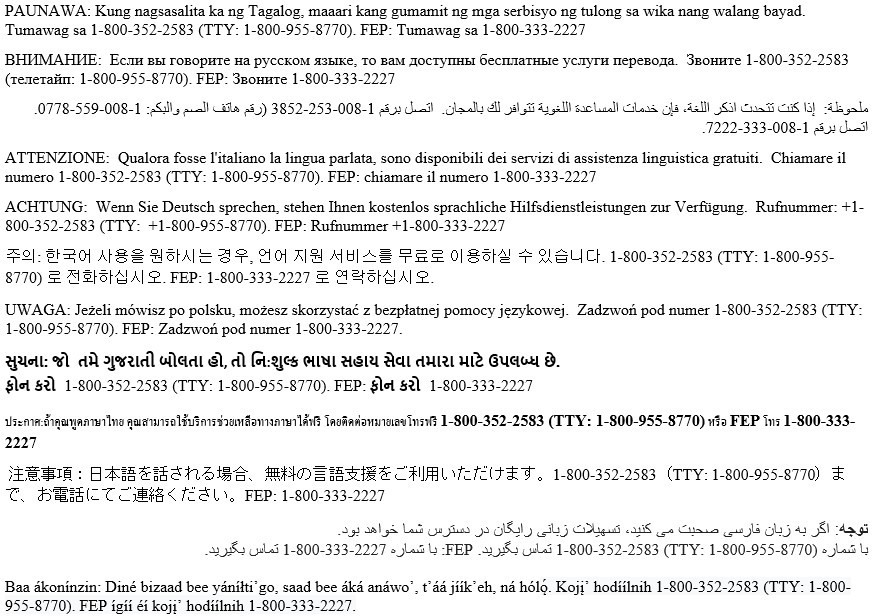 PAUNAWA: Kung nagsasalita ka ng Tagalog, maaari kang gumamit ng mga serbisyo ng tulong sa wika nang walang bayad.
Tumawag sa 1-800-352-2583 (TTY: 1-800-955-8770). FEP: Tumawag sa 1-800-333-2227
ВНИМАНИЕ: Если вы говорите на русском языке, то вам доступны бесплатные услуги перевода. Звоните 1-800-352-2583
(телетайп: 1-800-955-8770). FEP: Звоните 1-800-333-2227
ملحوظة: إذا كنت تتحدث اذكر اللغة، فإن خدمات المساعدة اللغوية تتوافر لك بالمجان. اتصل برقم 1-008-253-3852 (رقم هاتف الصم والبكم: 1-008-559-0778.
اتصل برقم 1-008-333-7222.
ATTENZIONE: Qualora fosse l'italiano la lingua parlata, sono disponibili dei servizi di assistenza linguistica gratuiti. Chiamare il
numero 1-800-352-2583 (TTY: 1-800-955-8770). FEP: chiamare il numero 1-800-333-2227
ACHTUNG: Wenn Sie Deutsch sprechen, stehen Ihnen kostenlos sprachliche Hilfsdienstleistungen zur Verfügung. Rufnummer: +1-
800-352-2583 (TTY: +1-800-955-8770). FEP: Rufnummer +1-800-333-2227
주의: 한국어 사용을 원하시는 경우, 언어 지원 서비스를 무료로 이용하실 수 있습니다. 1-800-352-2583 (TTY: 1-800-955-
8770) 로 전화하십시오. FEP: 1-800-333-2227 로 연락하십시오.
UWAGA: Jeżeli mówisz po polsku, możesz skorzystać z bezpłatnej pomocy językowej. Zadzwoń pod numer 1-800-352-2583 (TTY:
1-800-955-8770). FEP: Zadzwoń pod numer 1-800-333-2227.
સુચના: જો તમે ગુજરાતી બોલતા હો, તો નિ:શુલ્ક ભાષા સહાય સેવા તમારા માટે ઉપલબ્ધ છે.
ફોન કરો 1-800-352-2583 (TTY: 1-800-955-8770). FEP: ફોન કરો 1-800-333-2227
ประกาศ:ถ้าคุณพูดภาษาไทย คุณสามารถใช้บริการช่วยเหลือทางภาษาได้ฟรี โดยติดต่อหมายเลขโทรฟรี 1-800-352-2583 (TTY: 1-800-955-8770) หรือ FEP โทร 1-800-333-
2227
注意事項：日本語を話される場合、無料の言語支援をご利用いただけます。1-800-352-2583（TTY: 1-800-955-8770）ま
で、お電話にてご連絡ください。FEP: 1-800-333-2227
توجه: اگر به زبان فارسی صحبت می کنید، تسهیلات زبانی رایگان در دسترس شما خواهد بود.
با شماره 1-800-352-2583 (TTY: 1-800-955-8770) تماس بگیرید. FEP: با شماره 1-800-333-2227 تماس بگیرید.
Baa ákonínzin: Diné bizaad bee yáníłti’go, saad bee áká anáwo’, t’áá jíík’eh, ná hólǫ́. Kojį’ hodíílnih 1-800-352-2583 (TTY: 1-800-
955-8770). FEP ígíí éí kojį’ hodíílnih 1-800-333-2227.